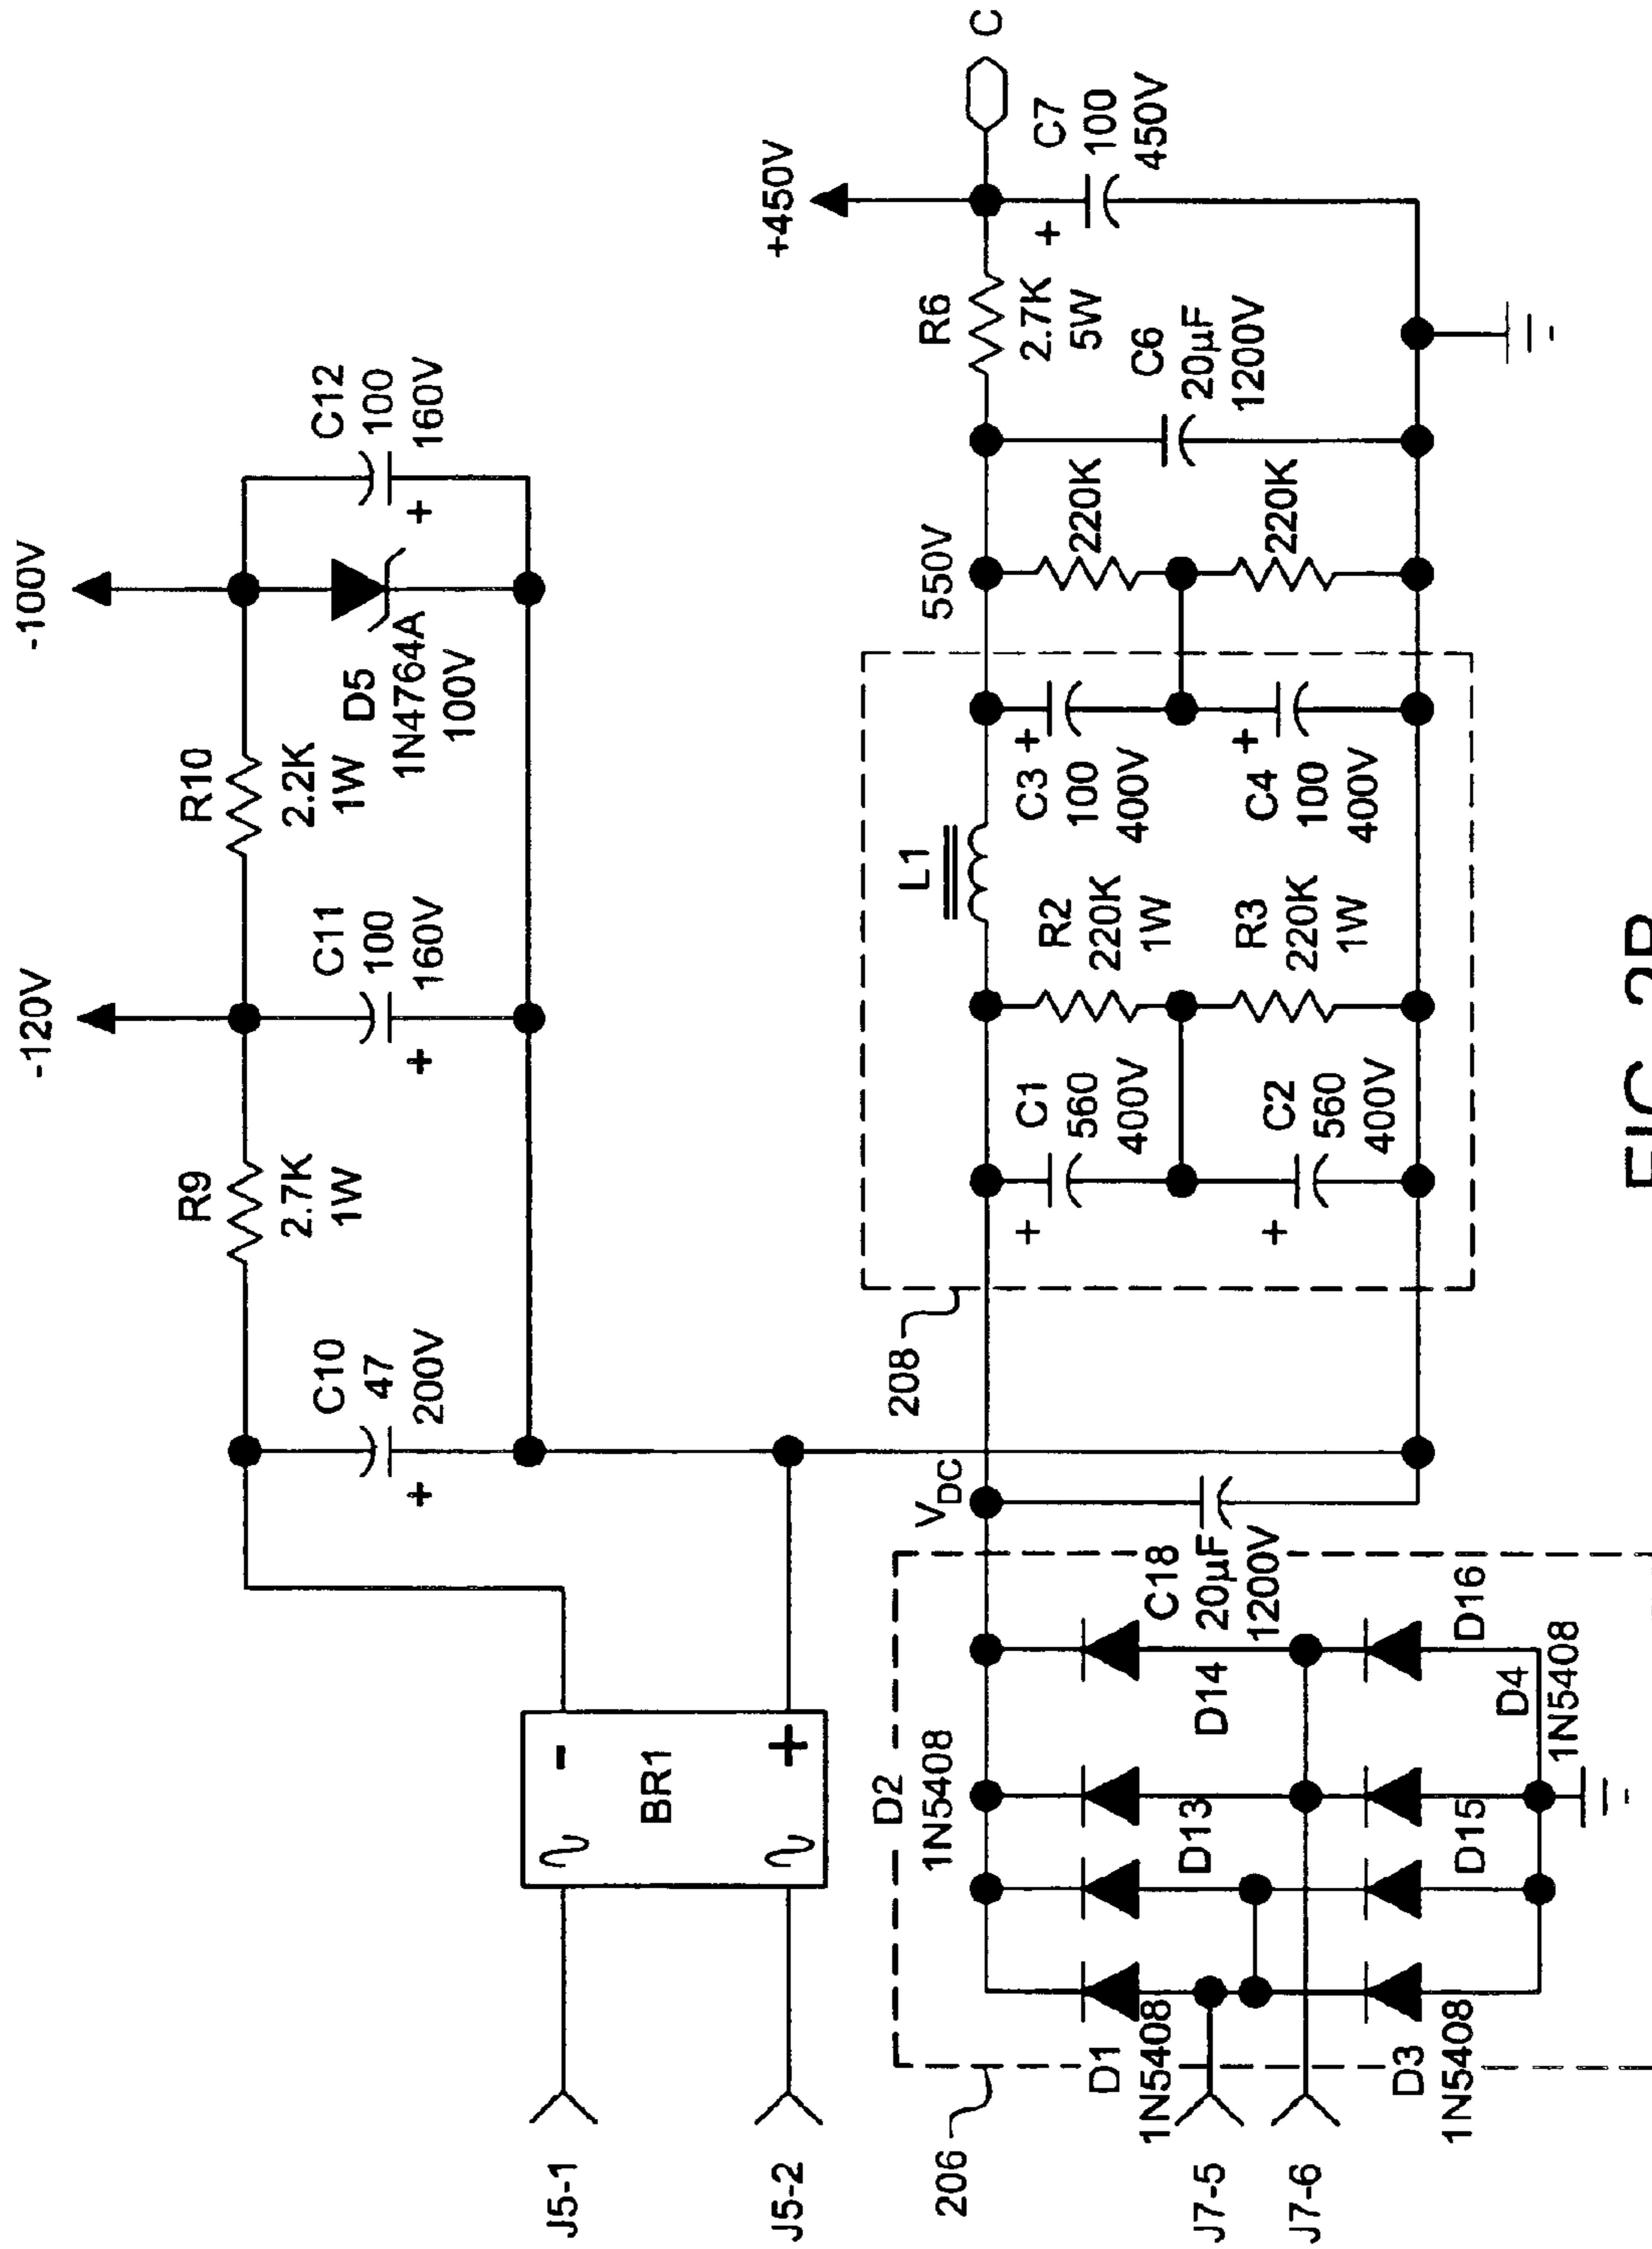 -120V
-100V
R9
2.7K
1W
R10
2.2K
1W
C10
47
200V
C11
100
160V
D5
1N4764A
100V
C12
100
160V
+
+
+
J5-1
J5-2
BR1
-
+
+450V
C
208
L1
550V
R6
2.7K
5W
C7
100
450V
+
C1
560
400V
+
R2
220K
1W
C3
100
400V
+
220K
C6
20µF
1200V
C2
560
400V
+
R3
220K
1W
C4
100
400V
+
220K
206
VDC
D2
1N5408
C18
20µF
1200V
D1
1N5408
D13
D14
J7-5
J7-6
D3
1N5408
D15
D16
D4
1N5408